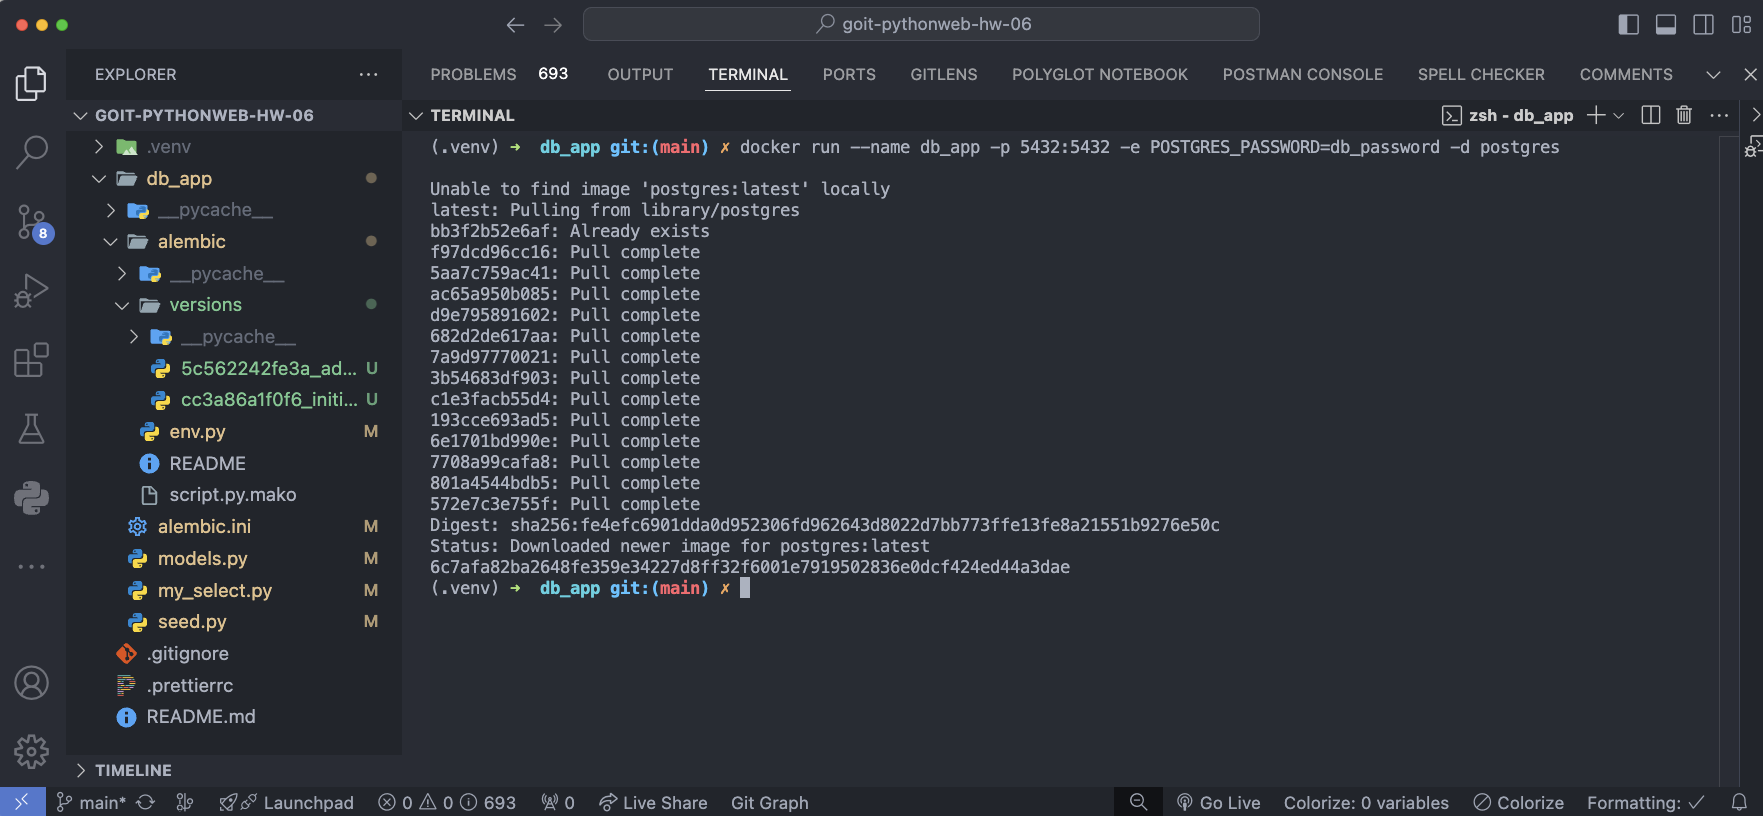 goit-pythonweb-hw-06
EXPLORER
PROBLEMS 693 OUTPUT TERMINAL PORTS GITLENS POLYGLOT NOTEBOOK POSTMAN CONSOLE SPELL CHECKER COMMENTS
GOIT-PYTHONWEB-HW-06
.venv
db_app
__pycache__
alembic
__pycache__
versions
__pycache__
5c562242fe3a_ad... U
cc3a86a1f0f6_initi... U
env.py M
README
script.py.mako
alembic.ini M
models.py M
my_select.py M
seed.py M
.gitignore
.prettierrc
README.md
TIMELINE
8
TERMINAL
zsh - db_app
(.venv) ➜ db_app git:(main) ✗ docker run --name db_app -p 5432:5432 -e POSTGRES_PASSWORD=db_password -d postgres
Unable to find image 'postgres:latest' locally
latest: Pulling from library/postgres
bb3f2b52e6af: Already exists
f97dcd96cc16: Pull complete
5aa7c759ac41: Pull complete
ac65a950b085: Pull complete
d9e795891602: Pull complete
682d2de617aa: Pull complete
7a9d97770021: Pull complete
3b54683df903: Pull complete
c1e3facb55d4: Pull complete
193cce693ad5: Pull complete
6e1701bd990e: Pull complete
7708a99cafa8: Pull complete
801a4544bdb5: Pull complete
572e7c3e755f: Pull complete
Digest: sha256:fe4efc6901dda0d952306fd962643d8022d7bb773ffe13fe8a21551b9276e50c
Status: Downloaded newer image for postgres:latest
6c7afa82ba2648fe359e34227d8ff32f6001e7919502836e0dcf424ed44a3dae
(.venv) ➜ db_app git:(main) ✗
main* Launchpad 0 0 693 0 Live Share Git Graph Go Live Colorize: 0 variables Colorize Formatting: ✓